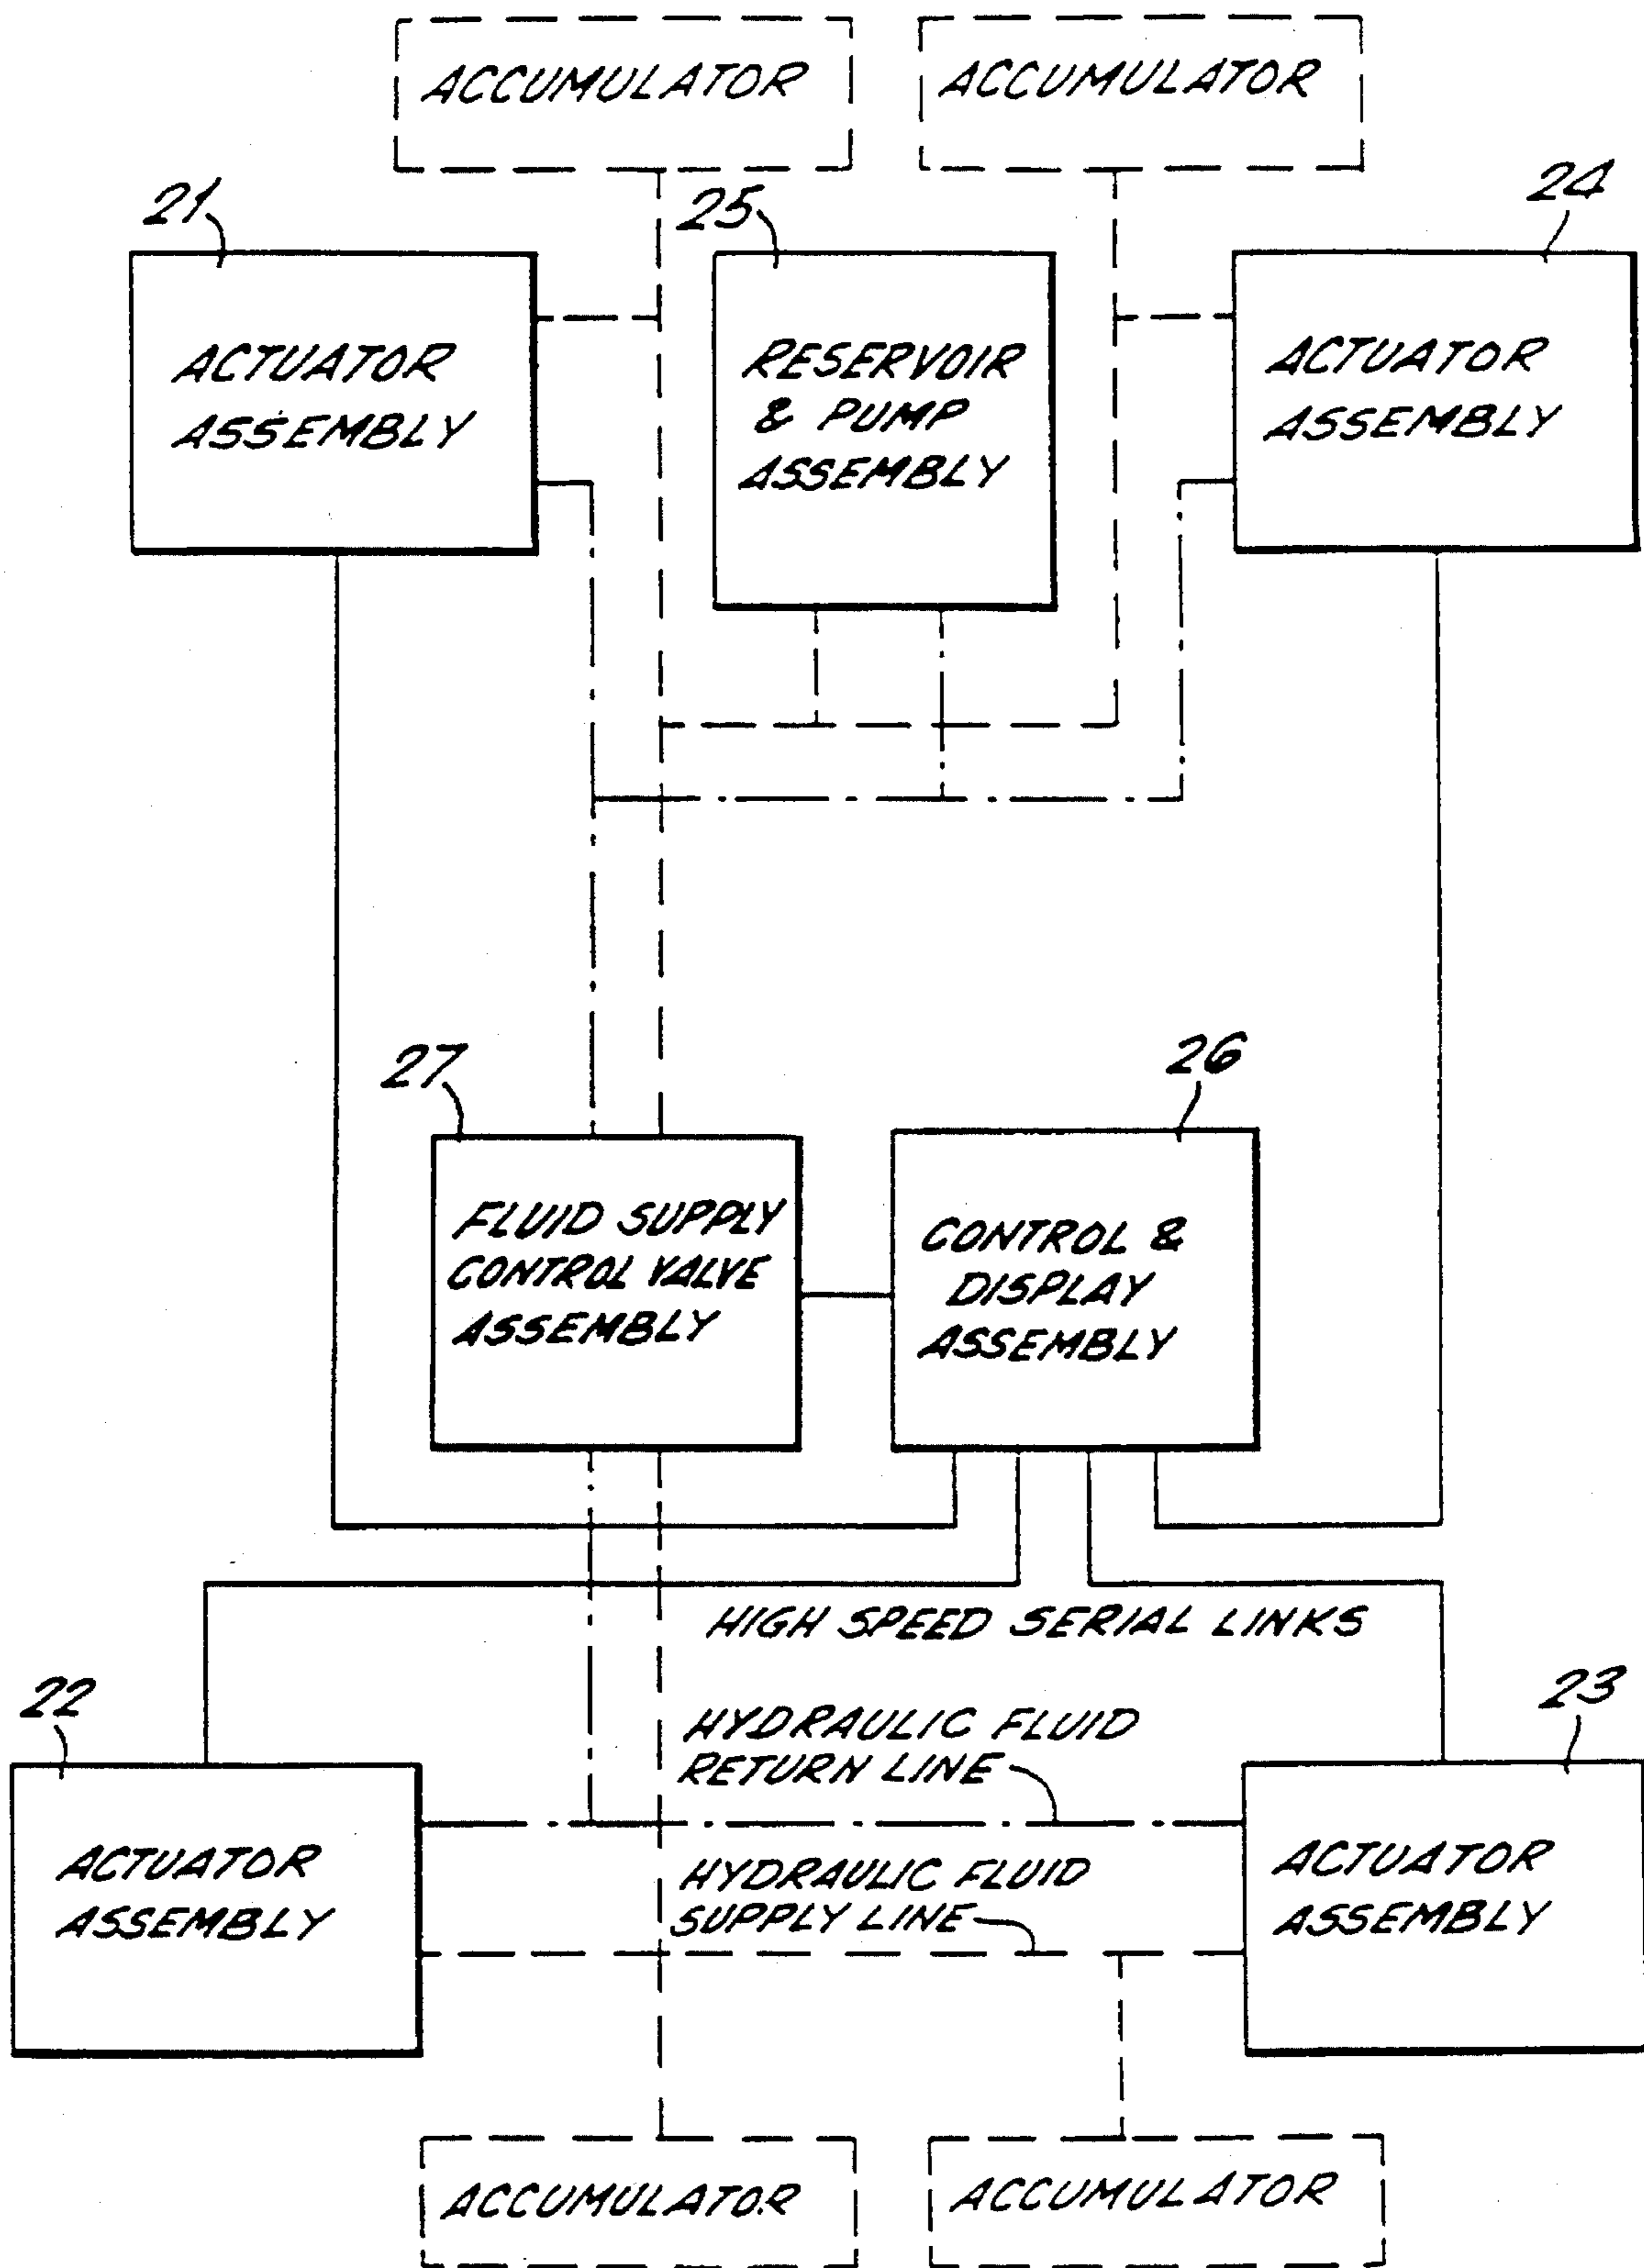 ACCUMULATOR
ACCUMULATOR
21
25
24
ACTUATOR
ASSEMBLY
RESERVOIR
& PUMP
ASSEMBLY
ACTUATOR
ASSEMBLY
27
26
FLUID SUPPLY
CONTROL VALVE
ASSEMBLY
CONTROL &
DISPLAY
ASSEMBLY
HIGH SPEED SERIAL LINKS
22
23
HYDRAULIC FLUID
RETURN LINE
ACTUATOR
ASSEMBLY
HYDRAULIC FLUID
SUPPLY LINE
ACTUATOR
ASSEMBLY
ACCUMULATOR
ACCUMULATOR